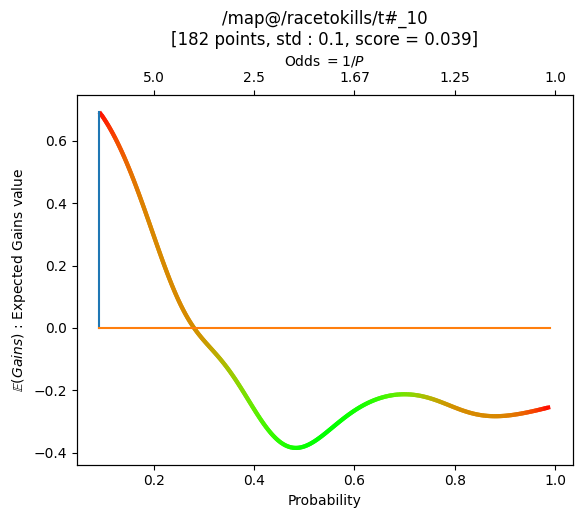 /map@/racetokills/t#_10
[182 points, std : 0.1, score = 0.039]
Odds = 1/P
5.0 2.5 1.67 1.25 1.0
0.6
0.4
0.2
0.0
−0.2
−0.4
𝔼(Gains) : Expected Gains value
0.2 0.4 0.6 0.8 1.0
Probability